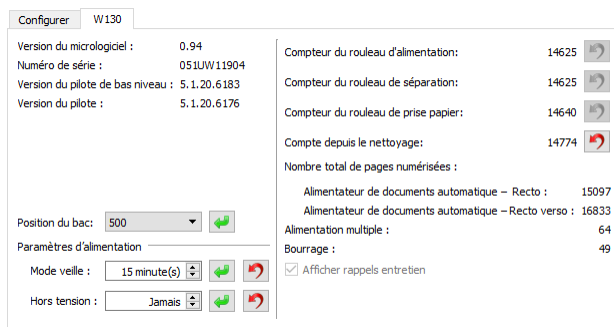 Configurer
W130
Version du micrologiciel : 0.94
Numéro de série : 051UW11904
Version du pilote de bas niveau : 5.1.20.6183
Version du pilote : 5.1.20.6176
Position du bac: 500
Paramètres d'alimentation
Mode veille : 15 minute(s)
Hors tension : Jamais
Compteur du rouleau d'alimentation: 14625
Compteur du rouleau de séparation: 14625
Compteur du rouleau de prise papier: 14640
Compte depuis le nettoyage: 14774
Nombre total de pages numérisées :
Alimentateur de documents automatique – Recto : 15097
Alimentateur de documents automatique – Recto verso : 16833
Alimentation multiple : 64
Bourrage : 49
Afficher rappels entretien